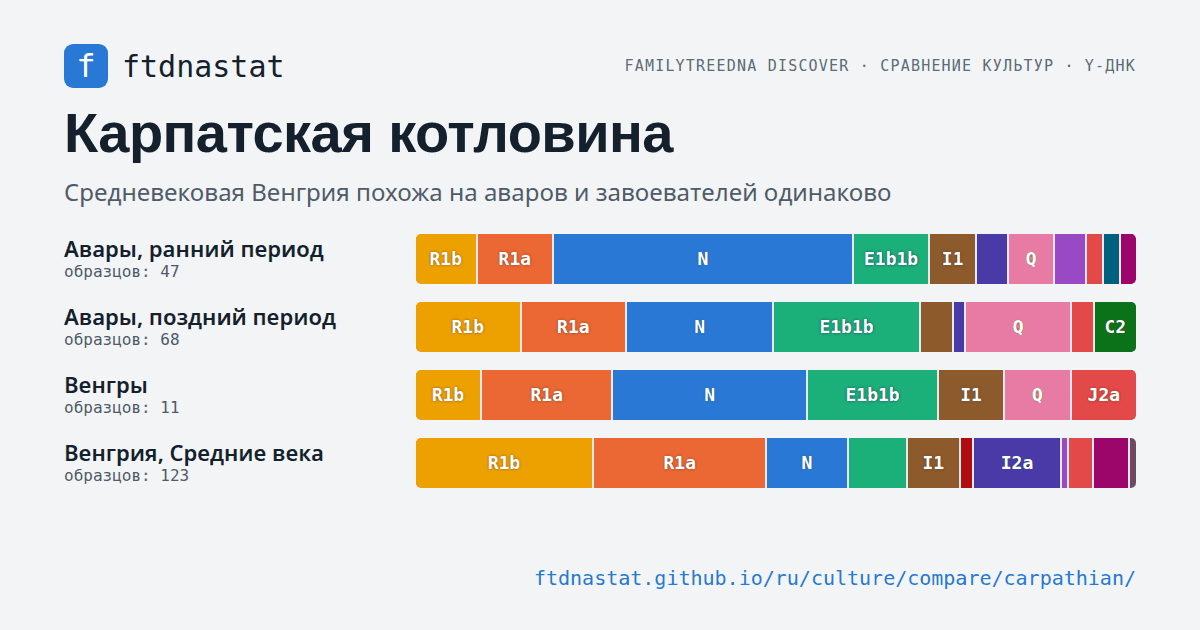 f ftdnastat
FAMILYTREEDNA DISCOVER · СРАВНЕНИЕ КУЛЬТУР · Y-ДНК
Карпатская котловина
Средневековая Венгрия похожа на аваров и завоевателей одинаково
Авары, ранний период
образцов: 47
R1b R1a N E1b1b I1 Q
Авары, поздний период
образцов: 68
R1b R1a N E1b1b Q C2
Венгры
образцов: 11
R1b R1a N E1b1b I1 Q J2a
Венгрия, Средние века
образцов: 123
R1b R1a N I1 I2a
ftdnastat.github.io/ru/culture/compare/carpathian/